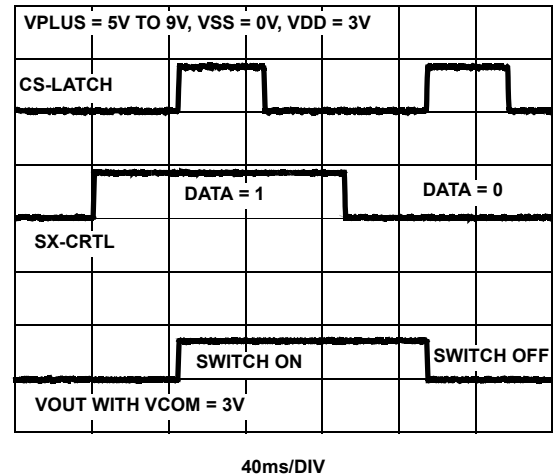 VPLUS = 5V TO 9V, VSS = 0V, VDD = 3V
CS-LATCH
DATA = 1
DATA = 0
SX-CRTL
SWITCH ON
SWITCH OFF
VOUT WITH VCOM = 3V
40ms/DIV